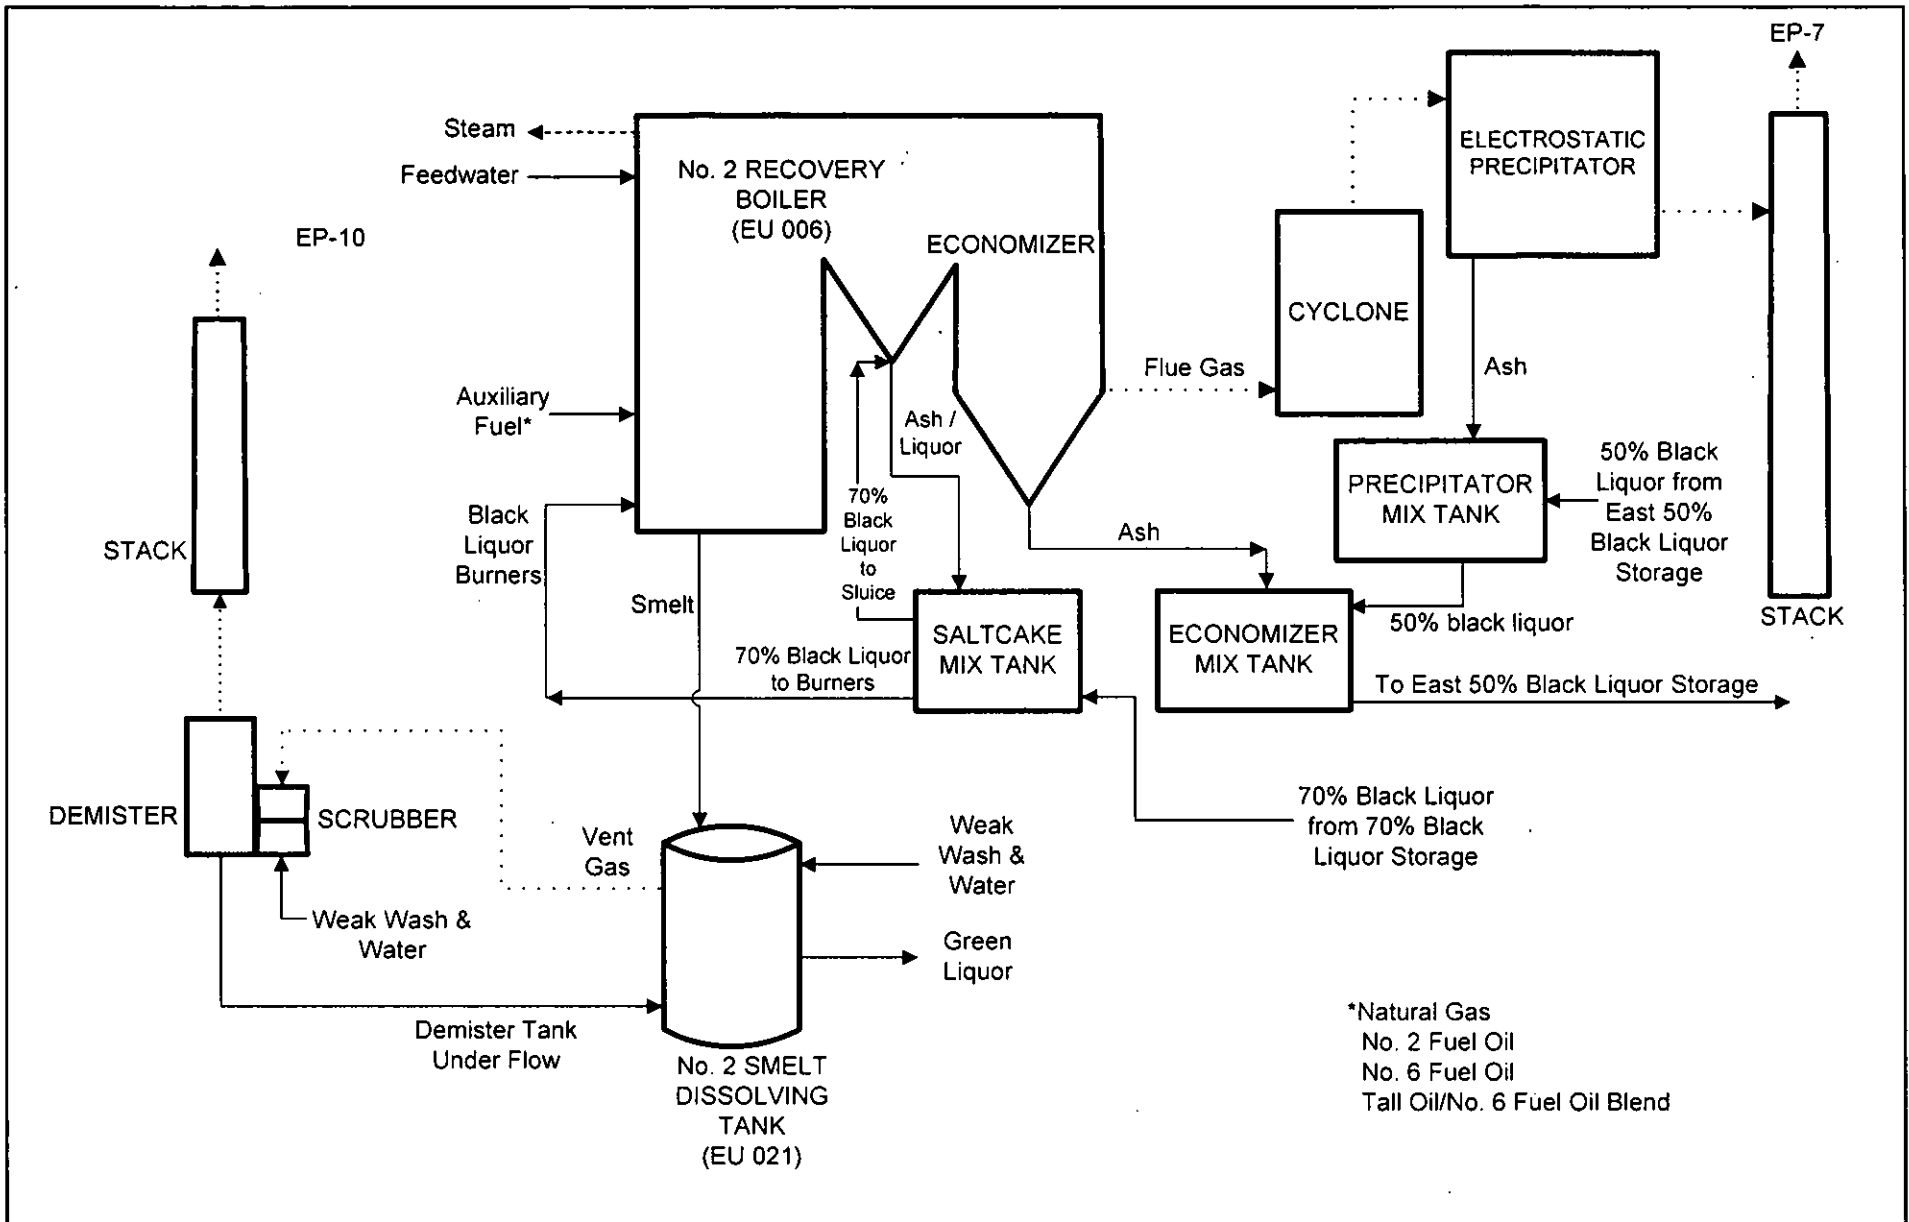 EP-7
Steam
Feedwater
No. 2 RECOVERY
BOILER
(EU 006)
ECONOMIZER
ELECTROSTATIC
PRECIPITATOR
EP-10
CYCLONE
Flue Gas
Ash
Auxiliary
Fuel*
Ash /
Liquor
70%
Black
Liquor
to
Sluice
Black
Liquor
Burners
PRECIPITATOR
MIX TANK
50% Black
Liquor from
East 50%
Black Liquor
Storage
STACK
Ash
Smelt
SALTCAKE
MIX TANK
ECONOMIZER
MIX TANK
50% black liquor
STACK
70% Black Liquor
to Burners
To East 50% Black Liquor Storage
DEMISTER
SCRUBBER
Vent
Gas
Weak
Wash &
Water
70% Black Liquor
from 70% Black
Liquor Storage
Weak Wash &
Water
Green
Liquor
Demister Tank
Under Flow
No. 2 SMELT
DISSOLVING
TANK
(EU 021)
*Natural Gas
No. 2 Fuel Oil
No. 6 Fuel Oil
Tall Oil/No. 6 Fuel Oil Blend